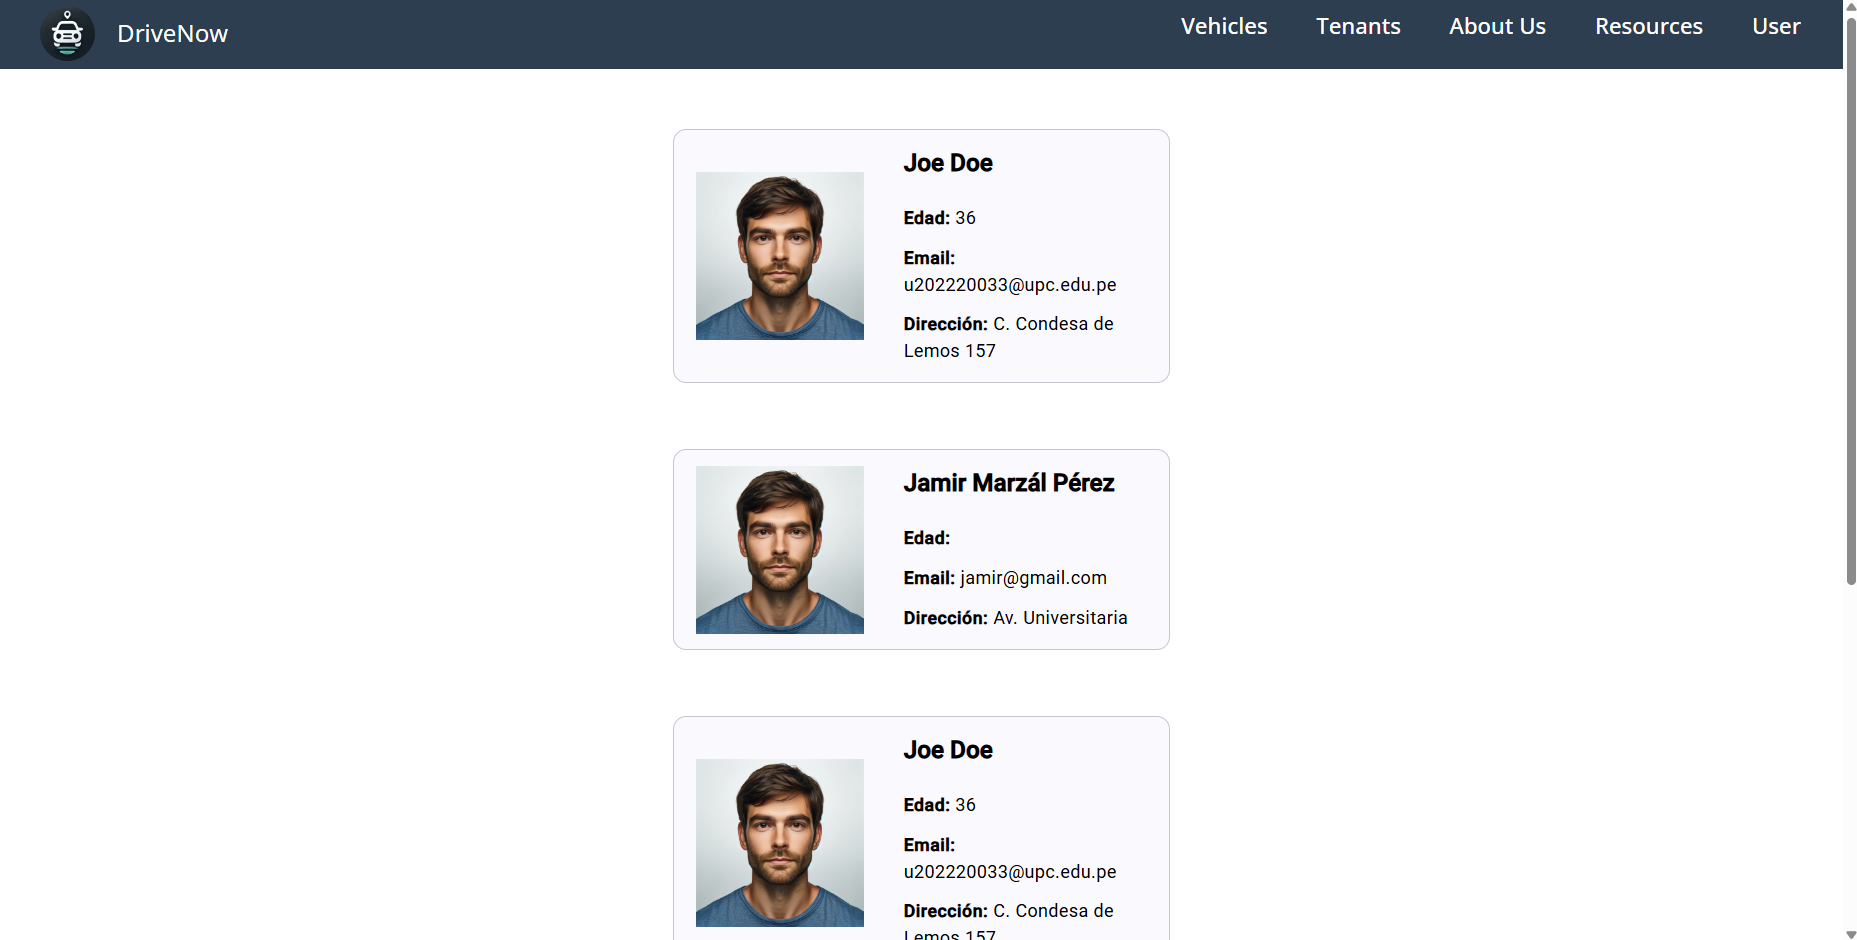 DriveNow
Vehicles Tenants About Us Resources User
Joe Doe
Edad: 36
Email:
u202220033@upc.edu.pe
Dirección: C. Condesa de
Lemos 157
Jamir Marzál Pérez
Edad:
Email: jamir@gmail.com
Dirección: Av. Universitaria
Joe Doe
Edad: 36
Email:
u202220033@upc.edu.pe
Dirección: C. Condesa de
Lemos 157